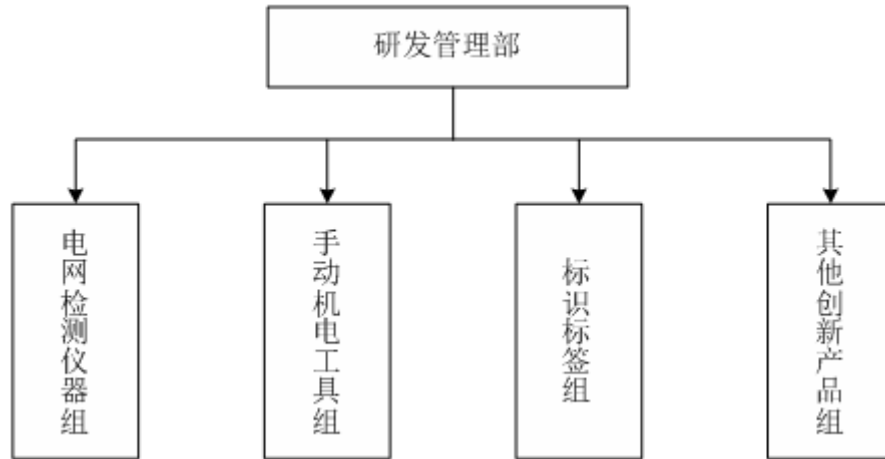 研发管理部
电网检测仪器组
手动机电工具组
标识标签组
其他创新产品组